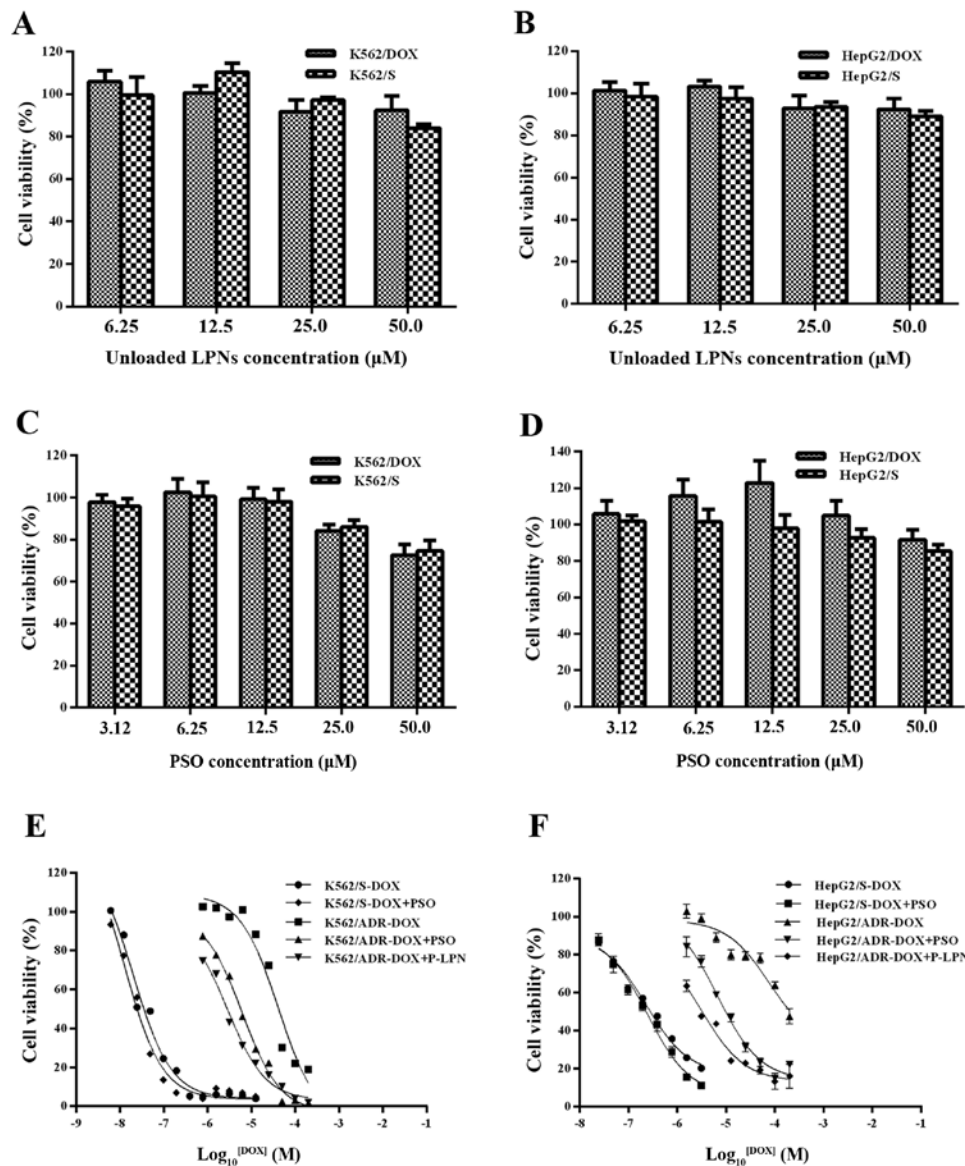 A
K562/DOX
K562/S
Cell viability (%)
120
100
80
60
40
20
0
6.25 12.5 25.0 50.0
Unloaded LPNs concentration (μM)
B
HepG2/DOX
HepG2/S
Cell viability (%)
120
100
80
60
40
20
0
6.25 12.5 25.0 50.0
Unloaded LPNs concentration (μM)
C
K562/DOX
K562/S
Cell viability (%)
120
100
80
60
40
20
0
3.12 6.25 12.5 25.0 50.0
PSO concentration (μM)
D
HepG2/DOX
HepG2/S
Cell viability (%)
140
120
100
80
60
40
20
0
3.12 6.25 12.5 25.0 50.0
PSO concentration (μM)
E
K562/S-DOX
K562/S-DOX+PSO
K562/ADR-DOX
K562/ADR-DOX+PSO
K562/ADR-DOX+P-LPN
Cell viability (%)
120
100
80
60
40
20
0
-9 -8 -7 -6 -5 -4 -3 -2 -1
Log10[DOX] (M)
F
HepG2/S-DOX
HepG2/S-DOX+PSO
HepG2/ADR-DOX
HepG2/ADR-DOX+PSO
HepG2/ADR-DOX+P-LPN
Cell viability (%)
120
100
80
60
40
20
0
-8 -7 -6 -5 -4 -3 -2 -1
Log10[DOX] (M)